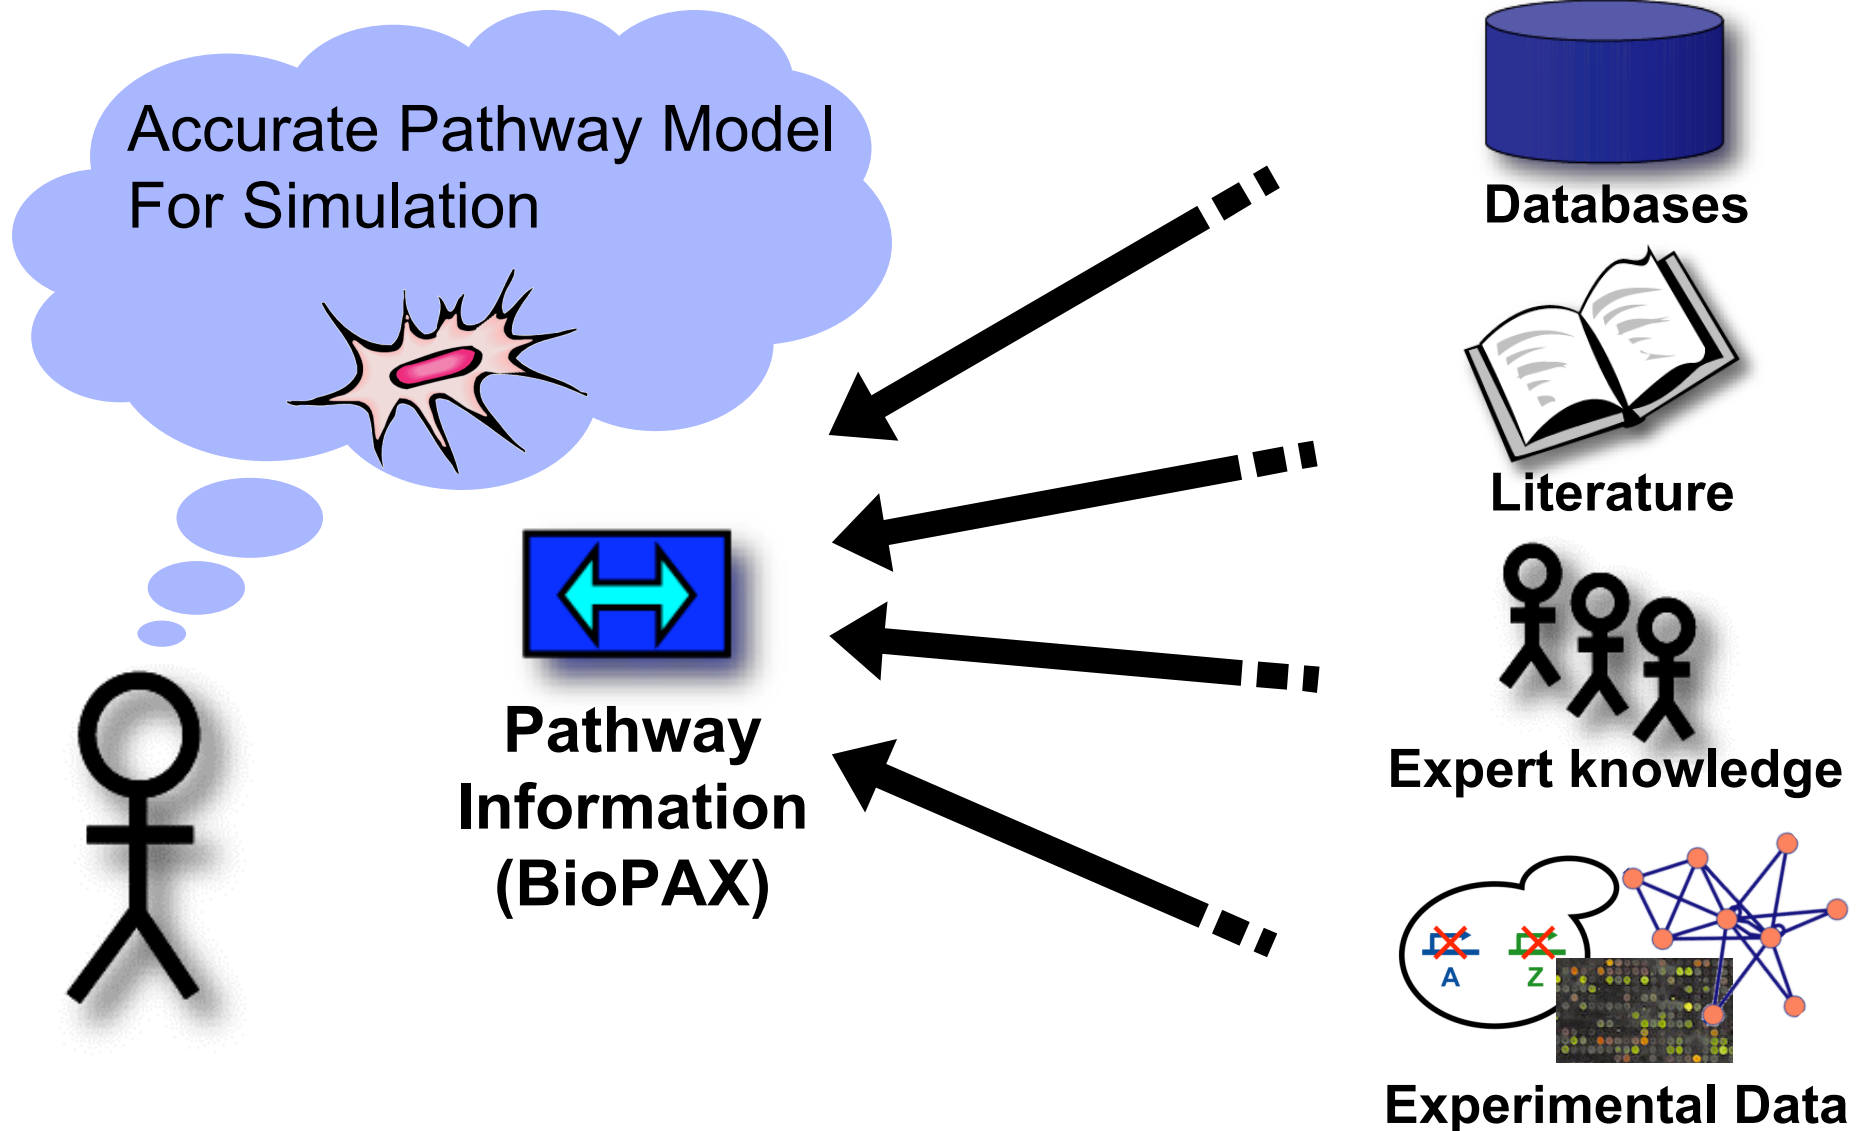 Accurate Pathway Model
For Simulation
Pathway
Information
(BioPAX)
Databases
Literature
Expert knowledge
A
Z
Experimental Data